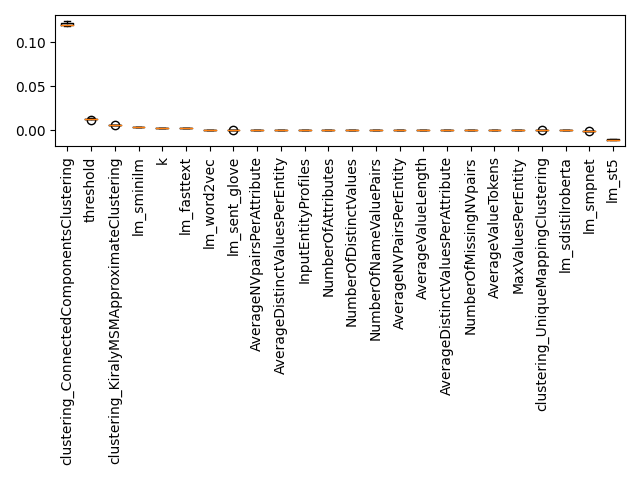 0.10
0.05
0.00
clustering_ConnectedComponentsClustering
threshold
clustering_KiralyMSMApproximateClustering
lm_sminilm
k
lm_fasttext
lm_word2vec
lm_sent_glove
AverageNVpairsPerAttribute
AverageDistinctValuesPerEntity
InputEntityProfiles
NumberOfAttributes
NumberOfDistinctValues
NumberOfNameValuePairs
AverageNVPairsPerEntity
AverageValueLength
AverageDistinctValuesPerAttribute
NumberOfMissingNVpairs
AverageValueTokens
MaxValuesPerEntity
clustering_UniqueMappingClustering
lm_sdistilroberta
lm_smpnet
lm_st5